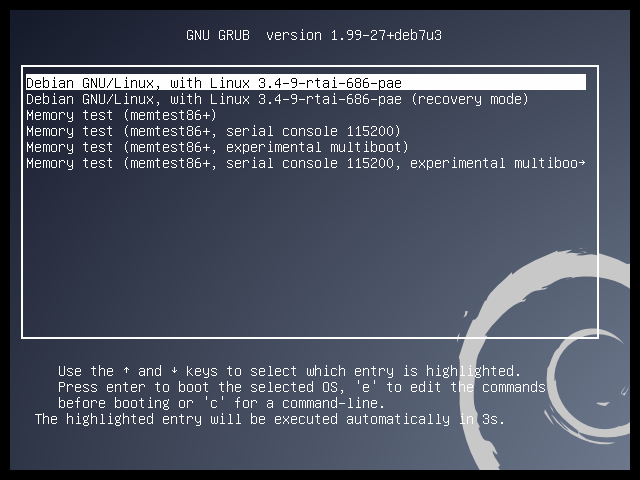 GNU GRUB  version 1.99-27+deb7u3
Debian GNU/Linux, with Linux 3.4-9-rtai-686-pae
Debian GNU/Linux, with Linux 3.4-9-rtai-686-pae (recovery mode)
Memory test (memtest86+)
Memory test (memtest86+, serial console 115200)
Memory test (memtest86+, experimental multiboot)
Memory test (memtest86+, serial console 115200, experimental multiboo→
Use the ↑ and ↓ keys to select which entry is highlighted.
Press enter to boot the selected OS, 'e' to edit the commands
before booting or 'c' for a command-line.
The highlighted entry will be executed automatically in 3s.